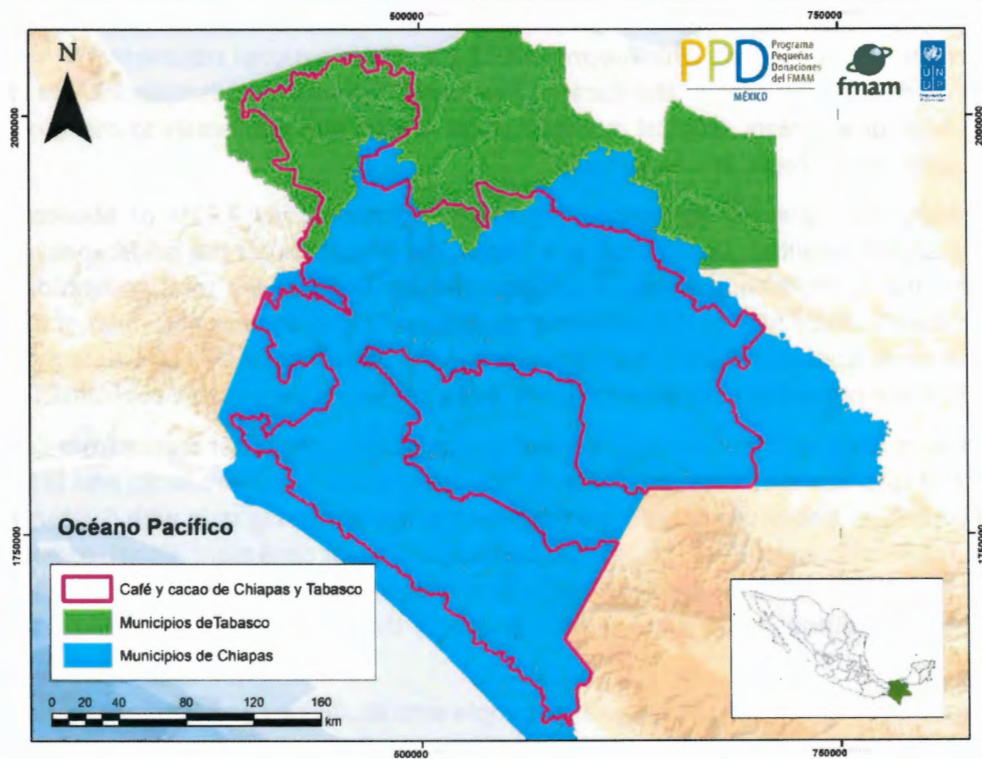 500000
750000
N
PPD
Programa
Pequeñas
Donaciones
del FMAM
MÉXICO
fmam
U N
D P
2000000
2000000
Océano Pacífico
1750000
1750000
Café y cacao de Chiapas y Tabasco
Municipios deTabasco
Municipios de Chiapas
0 10 20 40 80 120 160
km
500000
750000